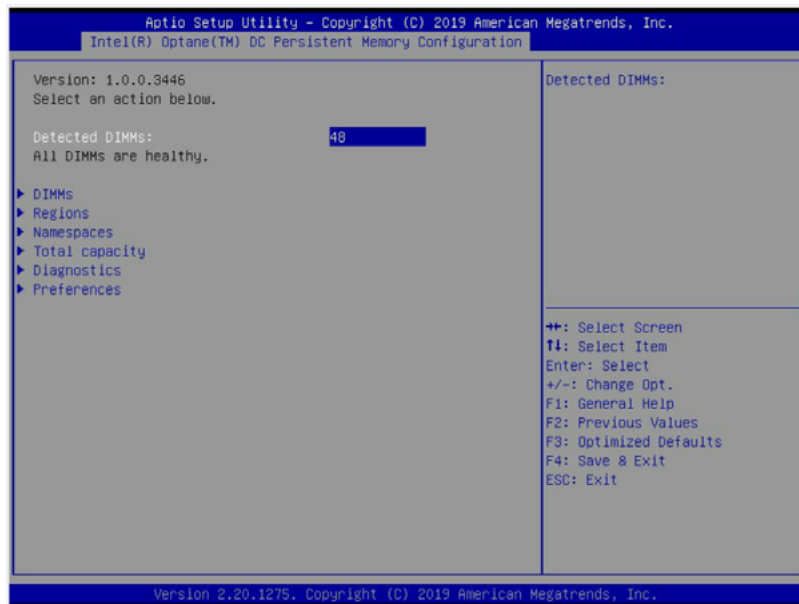 Aptio Setup Utility - Copyright (C) 2019 American Megatrends, Inc.
Intel(R) Optane(TM) DC Persistent Memory Configuration
Version: 1.0.0.3446
Select an action below.
Detected DIMMs: 48
All DIMMs are healthy.
DIMMs
Regions
Namespaces
Total capacity
Diagnostics
Preferences
Detected DIMMs:
→←: Select Screen
↑↓: Select Item
Enter: Select
+/-: Change Opt.
F1: General Help
F2: Previous Values
F3: Optimized Defaults
F4: Save & Exit
ESC: Exit
Version 2.20.1275. Copyright (C) 2019 American Megatrends, Inc.